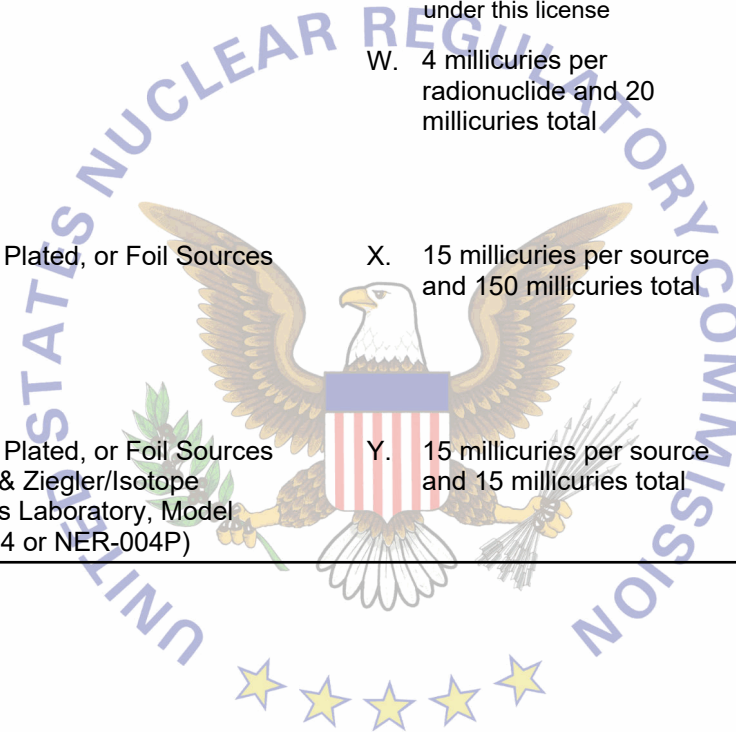 under this license
W. 4 millicuries per
radionuclide and 20
millicuries total
Plated, or Foil Sources X. 15 millicuries per source
and 150 millicuries total
Plated, or Foil Sources Y. 15 millicuries per source
& Ziegler/Isotope and 15 millicuries total
s Laboratory, Model
4 or NER-004P)
UNITED STATES NUCLEAR REGULATORY COMMISSION